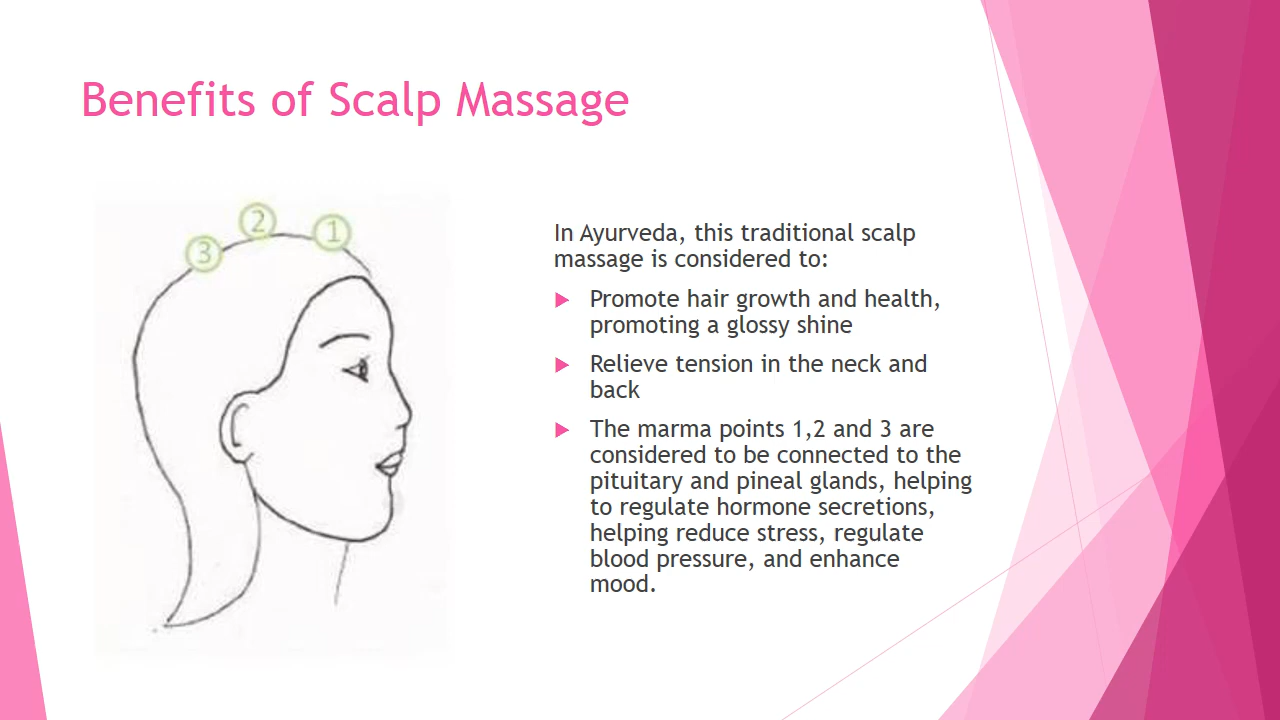 Benefits of Scalp Massage
3
2
1
In Ayurveda, this traditional scalp
massage is considered to:
Promote hair growth and health,
promoting a glossy shine
Relieve tension in the neck and
back
The marma points 1,2 and 3 are
considered to be connected to the
pituitary and pineal glands, helping
to regulate hormone secretions,
helping reduce stress, regulate
blood pressure, and enhance
mood.